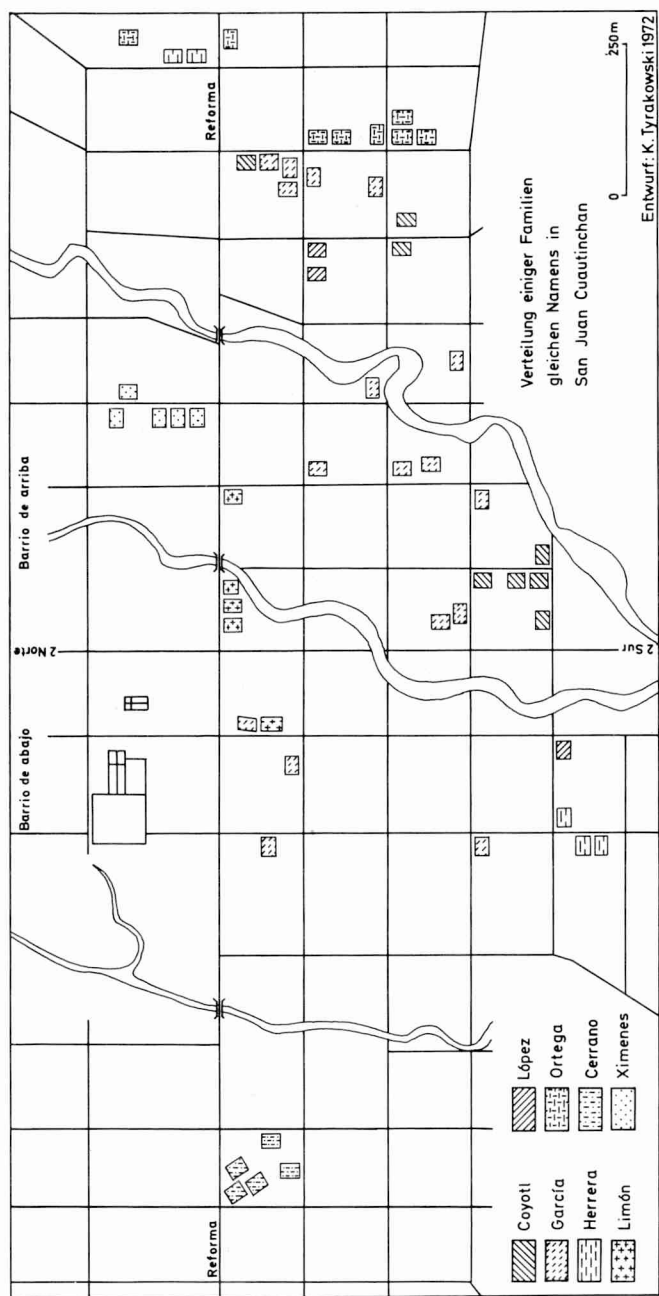 Barrio de abajo
Barrio de arriba
2 Norte
Reforma
Reforma
2 Sur
Coyotl
García
Herrera
Limón
López
Ortega
Cerrano
Ximenes
Verteilung einiger Familien
gleichen Namens in
San Juan Cuautinchan
0 250m
Entwurf: K. Tyrakowski 1972